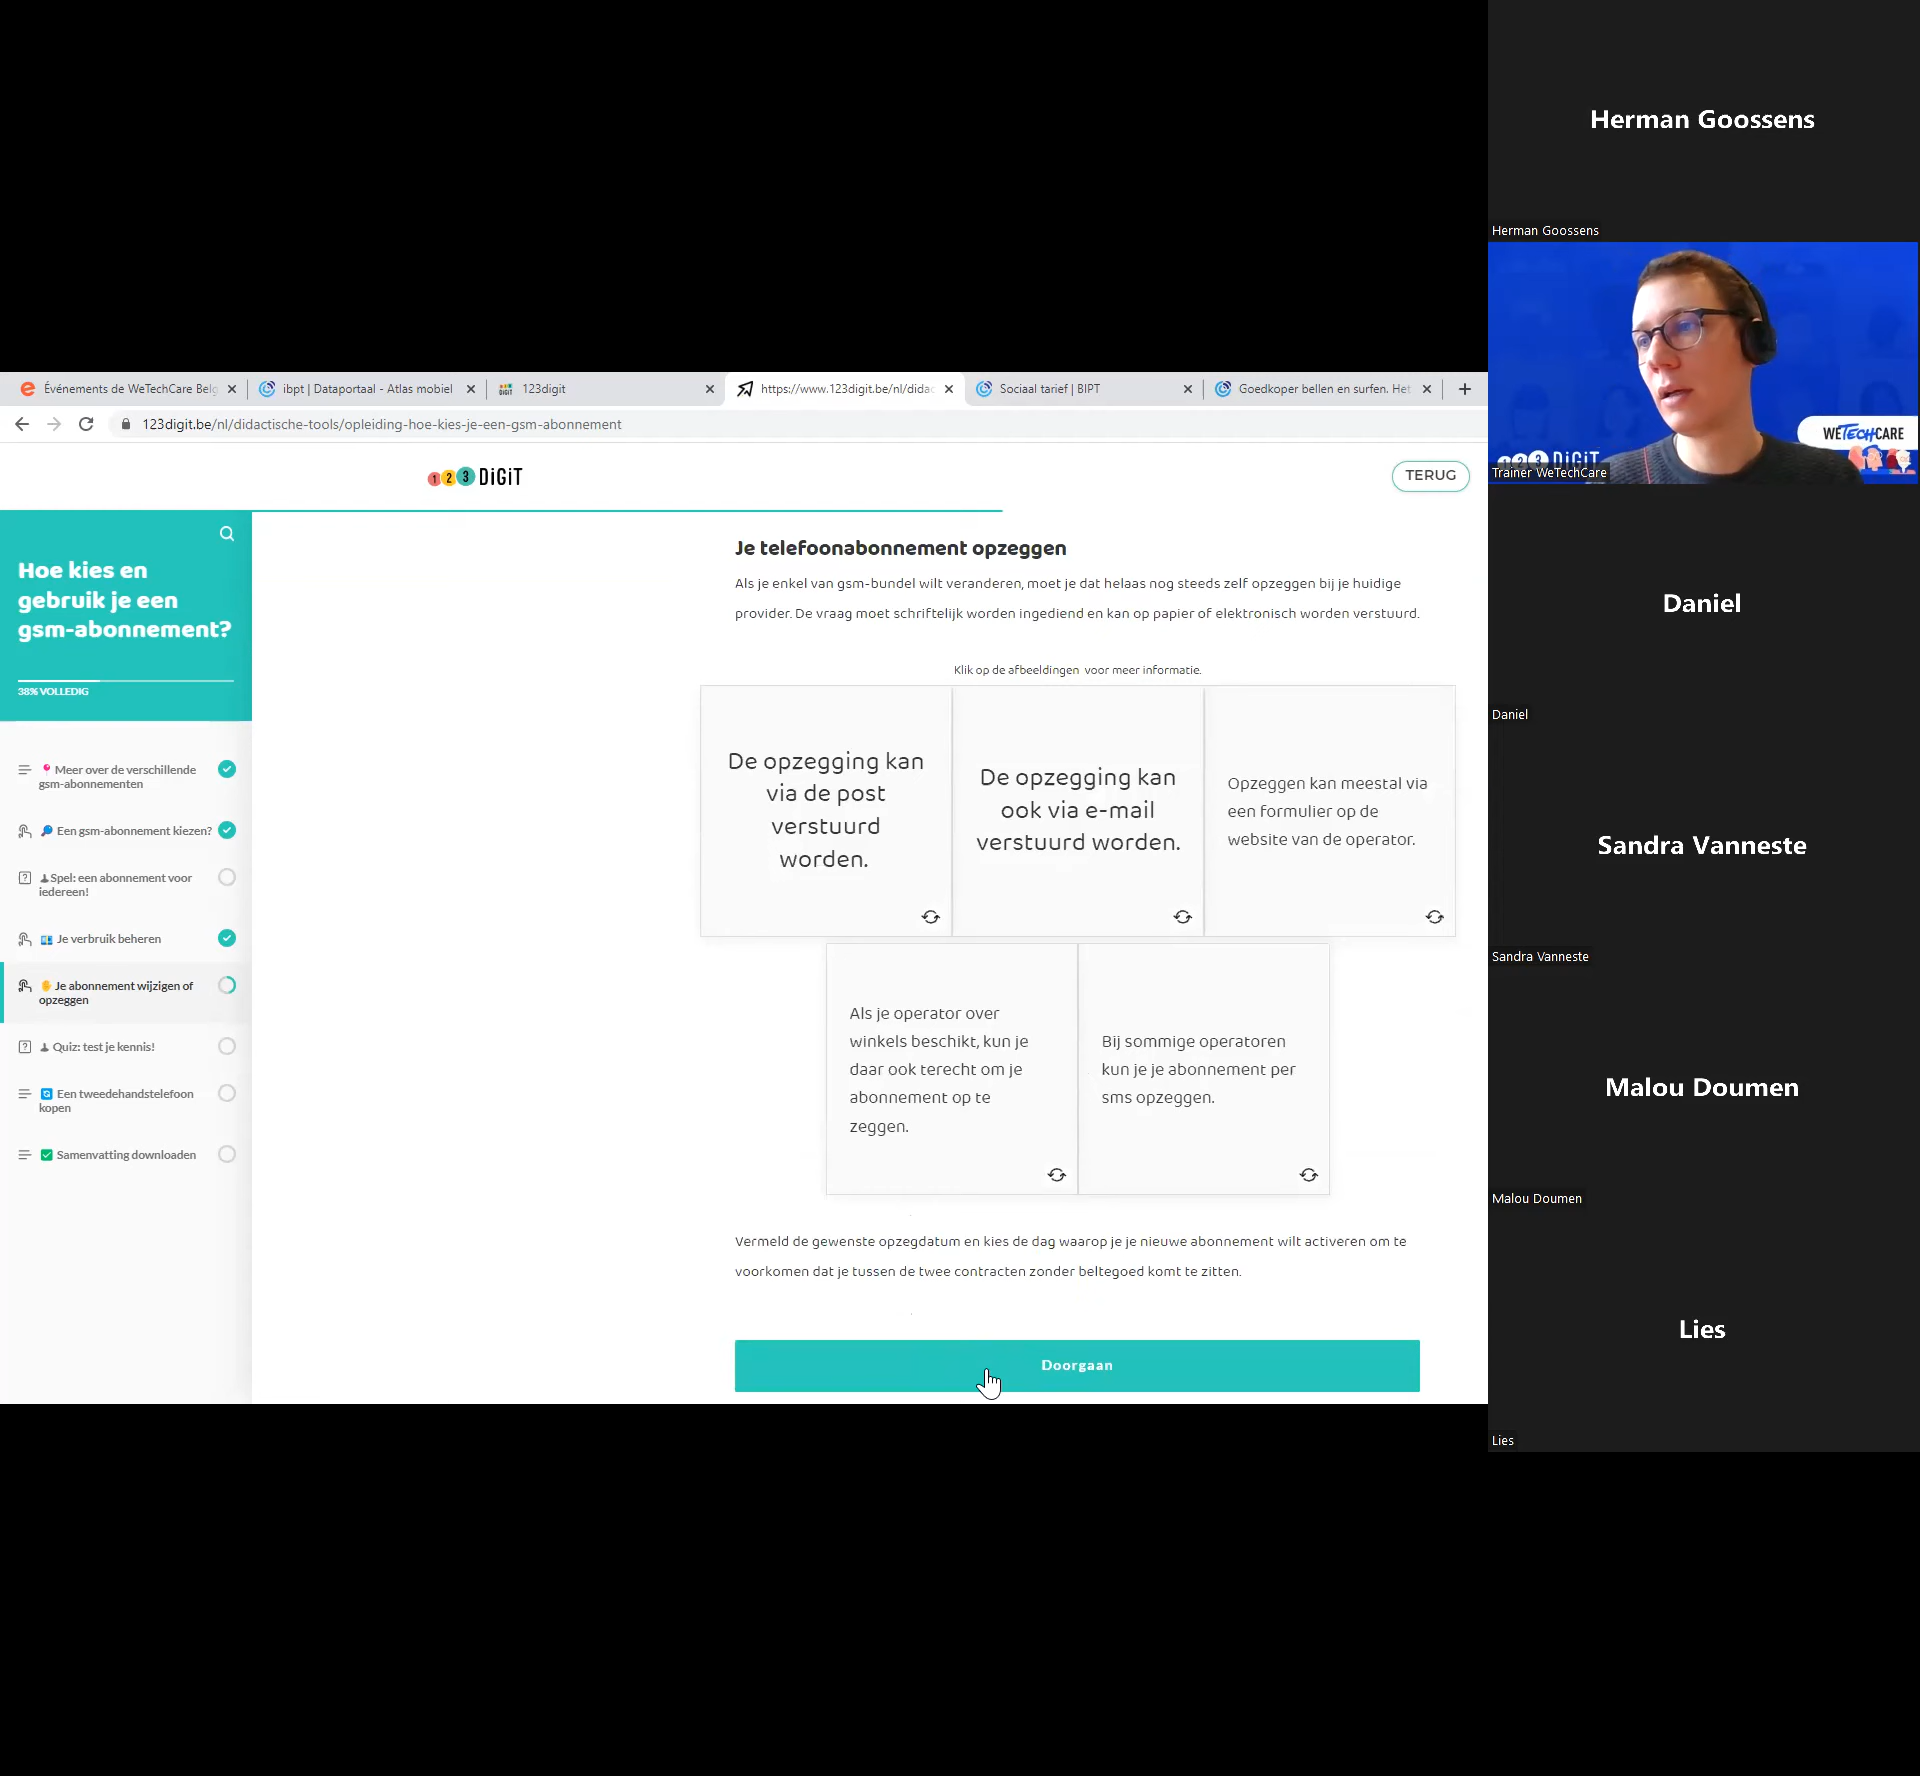 Événements de WeTechCare Belg
ibpt | Dataportaal - Atlas mobiel
123digit
https://www.123digit.be/nl/didac
Sociaal tarief | BIPT
Goedkoper bellen en surfen. Het
123digit.be/nl/didactische-tools/opleiding-hoe-kies-je-een-gsm-abonnement
1 2 3 DiGiT
TERUG
Hoe kies en
gebruik je een
gsm-abonnement?
38% VOLLEDIG
Meer over de verschillende
gsm-abonnementen
Een gsm-abonnement kiezen?
Spel: een abonnement voor
iedereen!
Je verbruik beheren
Je abonnement wijzigen of
opzeggen
Quiz: test je kennis!
Een tweedehandstelefoon
kopen
Samenvatting downloaden
Je telefoonabonnement opzeggen
Als je enkel van gsm-bundel wilt veranderen, moet je dat helaas nog steeds zelf opzeggen bij je huidige
provider. De vraag moet schriftelijk worden ingediend en kan op papier of elektronisch worden verstuurd.
Klik op de afbeeldingen voor meer informatie.
De opzegging kan
via de post
verstuurd
worden.
De opzegging kan
ook via e-mail
verstuurd worden.
Opzeggen kan meestal via
een formulier op de
website van de operator.
Als je operator over
winkels beschikt, kun je
daar ook terecht om je
abonnement op te
zeggen.
Bij sommige operatoren
kun je je abonnement per
sms opzeggen.
Vermeld de gewenste opzegdatum en kies de dag waarop je je nieuwe abonnement wilt activeren om te
voorkomen dat je tussen de twee contracten zonder beltegoed komt te zitten.
Doorgaan
Herman Goossens
Herman Goossens
WETECHCARE
1 2 3 DiGiT
Trainer WeTechCare
Daniel
Daniel
Sandra Vanneste
Sandra Vanneste
Malou Doumen
Malou Doumen
Lies
Lies